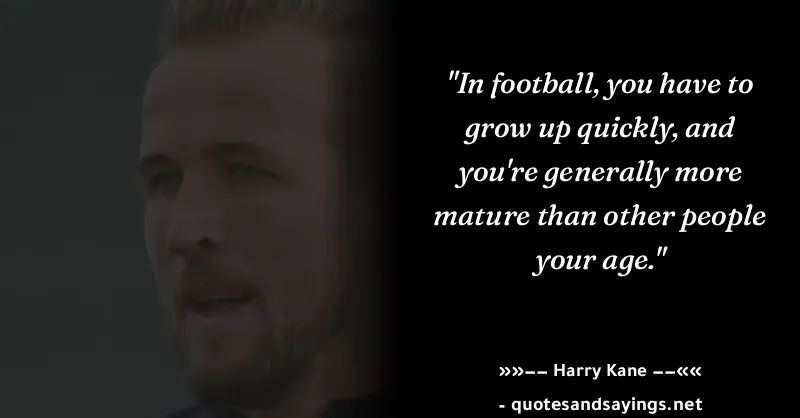 "In football, you have to
grow up quickly, and
you're generally more
mature than other people
your age."
»»−− Harry Kane −−««
- quotesandsayings.net